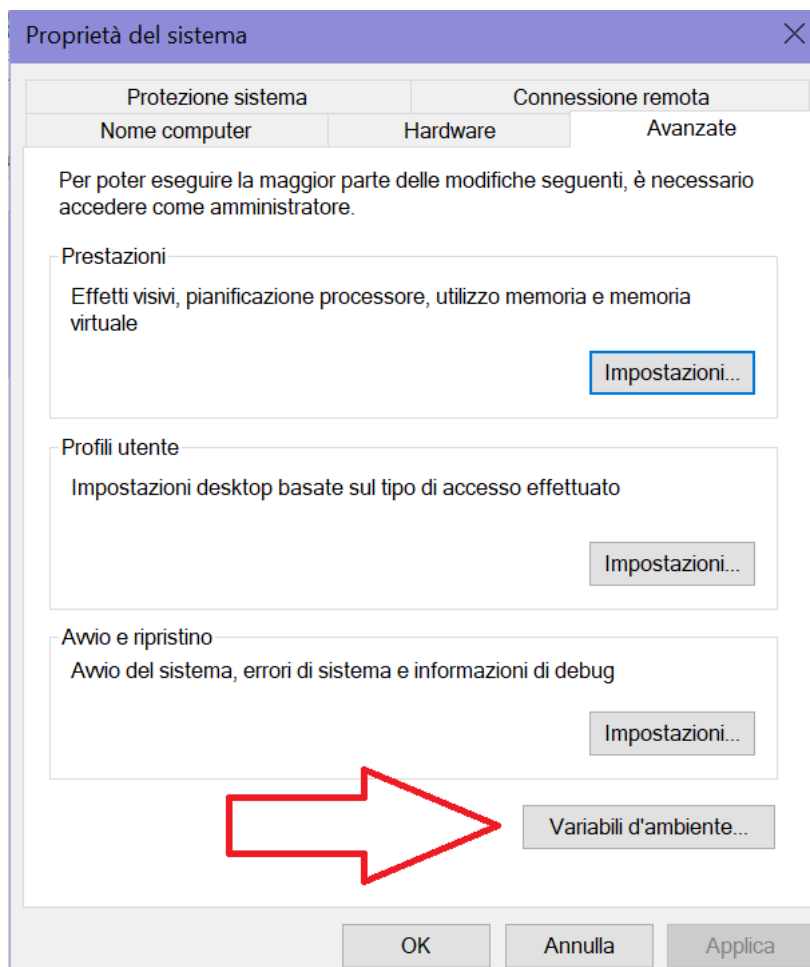 Proprietà del sistema
Protezione sistema
Connessione remota
Nome computer
Hardware
Avanzate
Per poter eseguire la maggior parte delle modifiche seguenti, è necessario
accedere come amministratore.
Prestazioni
Effetti visivi, pianificazione processore, utilizzo memoria e memoria
virtuale
Impostazioni...
Profili utente
Impostazioni desktop basate sul tipo di accesso effettuato
Impostazioni...
Avvio e ripristino
Avvio del sistema, errori di sistema e informazioni di debug
Impostazioni...
Variabili d'ambiente...
OK
Annulla
Applica